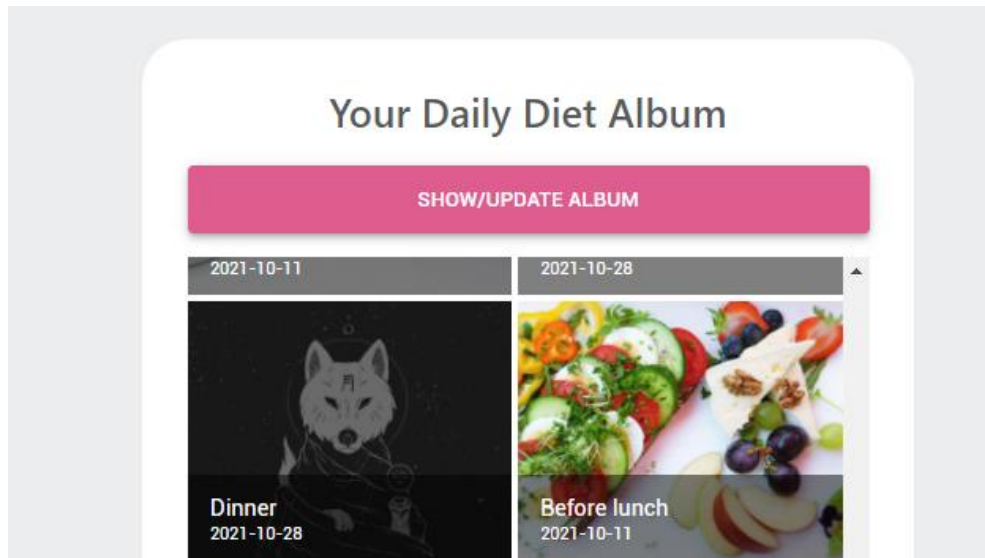 Your Daily Diet Album
SHOW/UPDATE ALBUM
2021-10-11
2021-10-28
Dinner
2021-10-28
Before lunch
2021-10-11